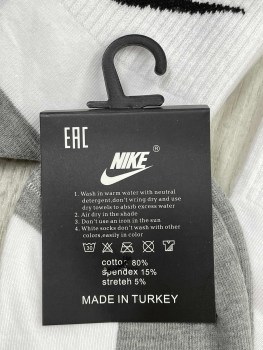 EAC
NIKE®
1. Wash in warm water with neutral
detergent,don't wring dry and use
dry towels to absorb excess water
2. Air dry in the shade
3. Don't use an iron in the sun
4. White socks don't wash with other
colors,easily in color
cotton 80%
spendex 15%
stretch 5%
MADE IN TURKEY